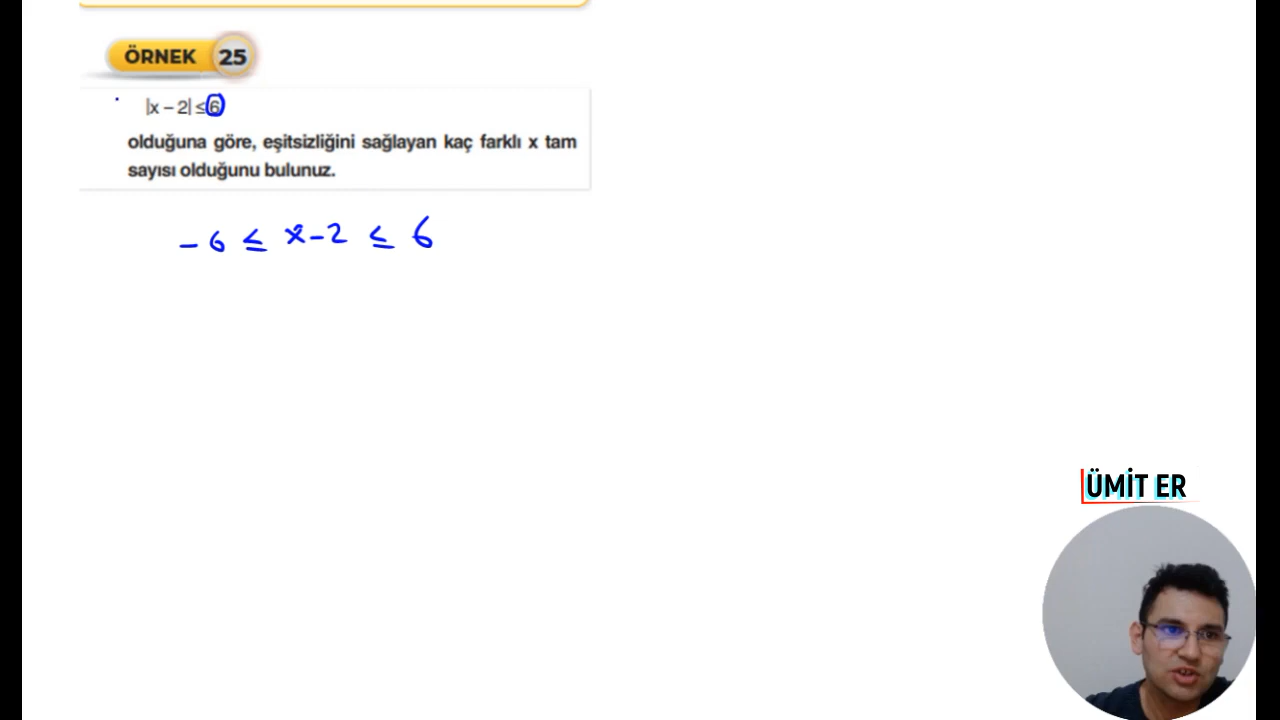 ÖRNEK 25
|x – 2| ≤ 6
olduğuna göre, eşitsizliğini sağlayan kaç farklı x tam
sayısı olduğunu bulunuz.
– 6 ≤ x – 2 ≤ 6
ÜMİT ER